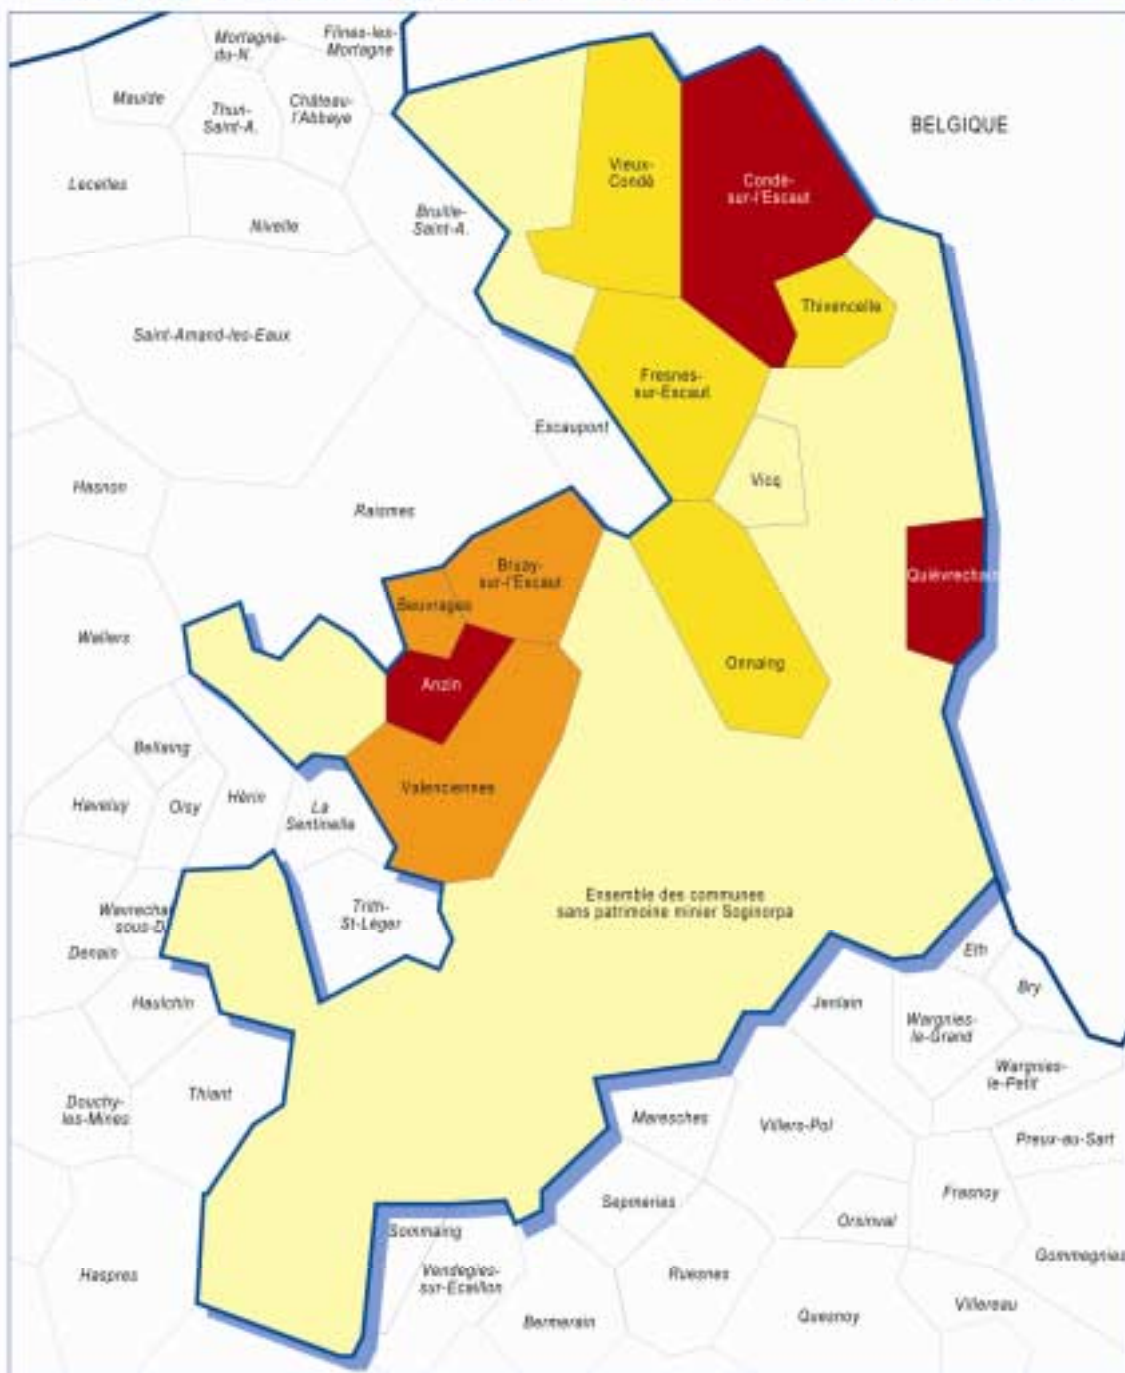 Mortagne-
du-N.
Flines-les-
Mortagne
Maulde
Thun-
Saint-A.
Château-
l'Abbaye
BELGIQUE
Vieux-
Condé
Condé-
sur-l'Escaut
Lecelles
Nivelle
Bruille-
Saint-A.
Thivencelle
Saint-Amand-les-Eaux
Fresnes-
sur-Escaut
Escaupont
Vicq
Hasnon
Raismes
Bruay-
sur-l'Escaut
Quiévrechain
Beuvrages
Wallers
Onnaing
Anzin
Bellaing
Valenciennes
Haveluy
Oisy
Hérin
La
Sentinelle
Ensemble des communes
sans patrimoine minier Soginorpa
Wavrechai
sous-D
Trith-
St-Léger
Denain
Eth
Bry
Haulchin
Jenlain
Wargnies-
le-Grand
Wargnies-
le-Petit
Thiant
Douchy-
les-Mines
Maresches
Villers-Pol
Preux-au-Sart
Frasnoy
Sepmeries
Orsinval
Sommaing
Gommegnies
Haspres
Vendegies-
sur-Ecaillon
Ruesnes
Villereau
Bermerain
Quesnoy